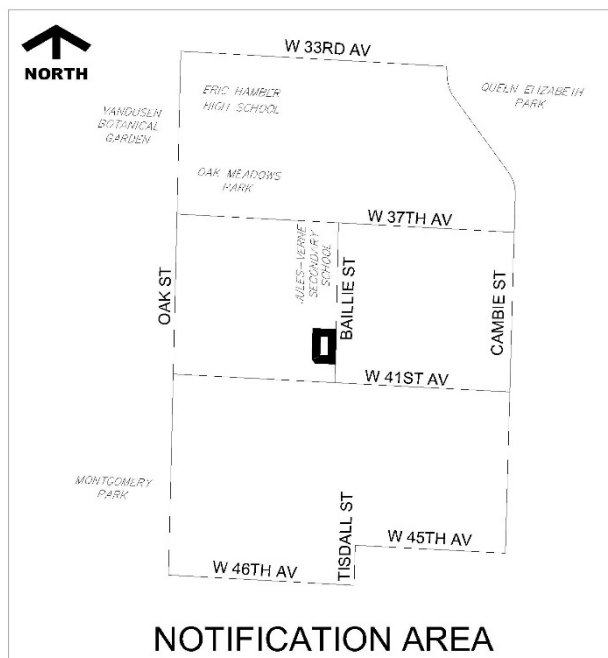 NORTH
W 33RD AV
ERIC HAMBER
HIGH SCHOOL
QUEEN ELIZABETH
PARK
VANDUSEN
BOTANICAL
GARDEN
OAK MEADOWS
PARK
W 37TH AV
JULES-VERNE
SECONDARY
SCHOOL
OAK ST
BAILLIE ST
CAMBIE ST
W 41ST AV
MONTGOMERY
PARK
TISDALL ST
W 45TH AV
W 46TH AV
NOTIFICATION AREA